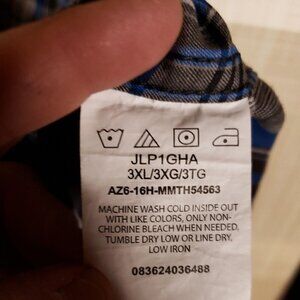 JLP1GHA
3XL/3XG/3TG
AZ6-16H-MMTH54563
MACHINE WASH COLD INSIDE OUT
WITH LIKE COLORS, ONLY NON-
CHLORINE BLEACH WHEN NEEDED,
TUMBLE DRY LOW OR LINE DRY,
LOW IRON
083624036488